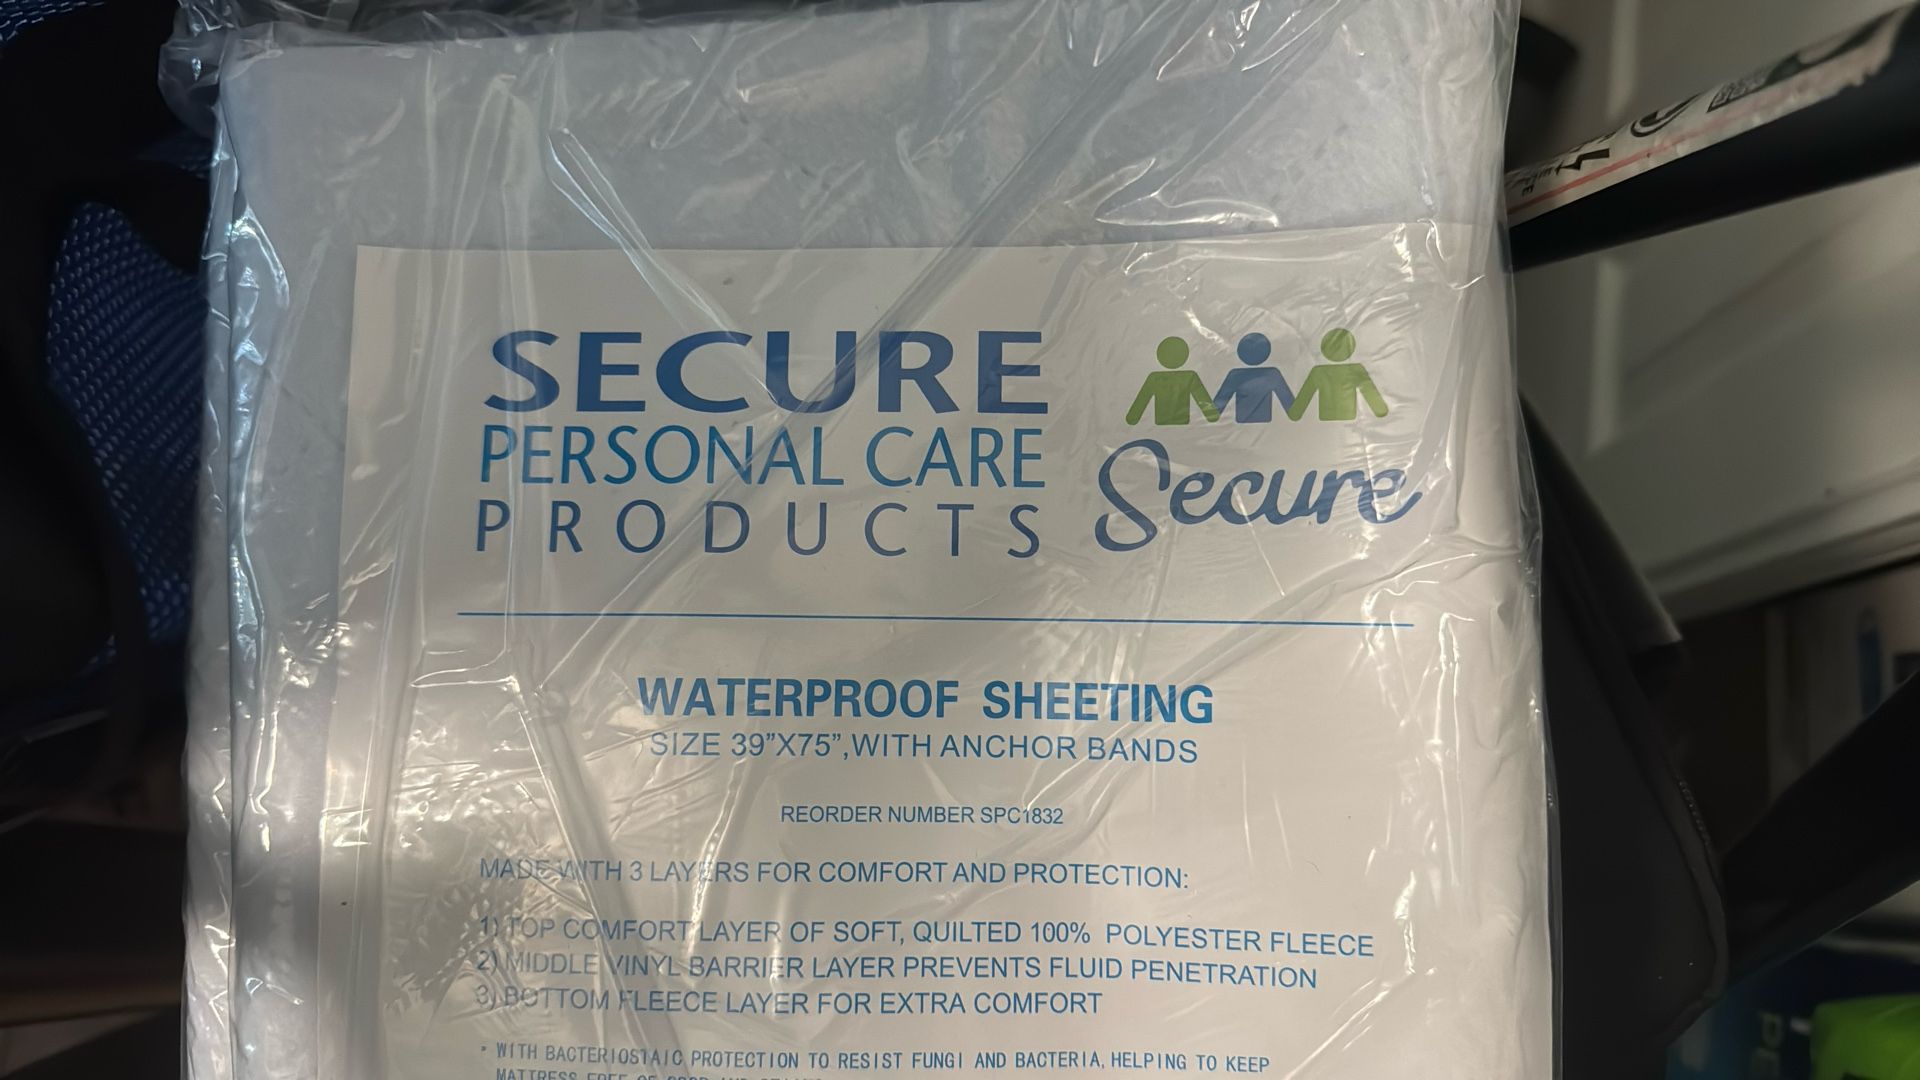 SECURE
PERSONAL CARE
PRODUCTS
Secure
WATERPROOF SHEETING
SIZE 39”X75”,WITH ANCHOR BANDS
REORDER NUMBER SPC1832
MADE WITH 3 LAYERS FOR COMFORT AND PROTECTION:
1) TOP COMFORT LAYER OF SOFT, QUILTED 100% POLYESTER FLEECE
2) MIDDLE VINYL BARRIER LAYER PREVENTS FLUID PENETRATION
3) BOTTOM FLEECE LAYER FOR EXTRA COMFORT
• WITH BACTERIOSTAIC PROTECTION TO RESIST FUNGI AND BACTERIA, HELPING TO KEEP
MATTRESS FREE OF